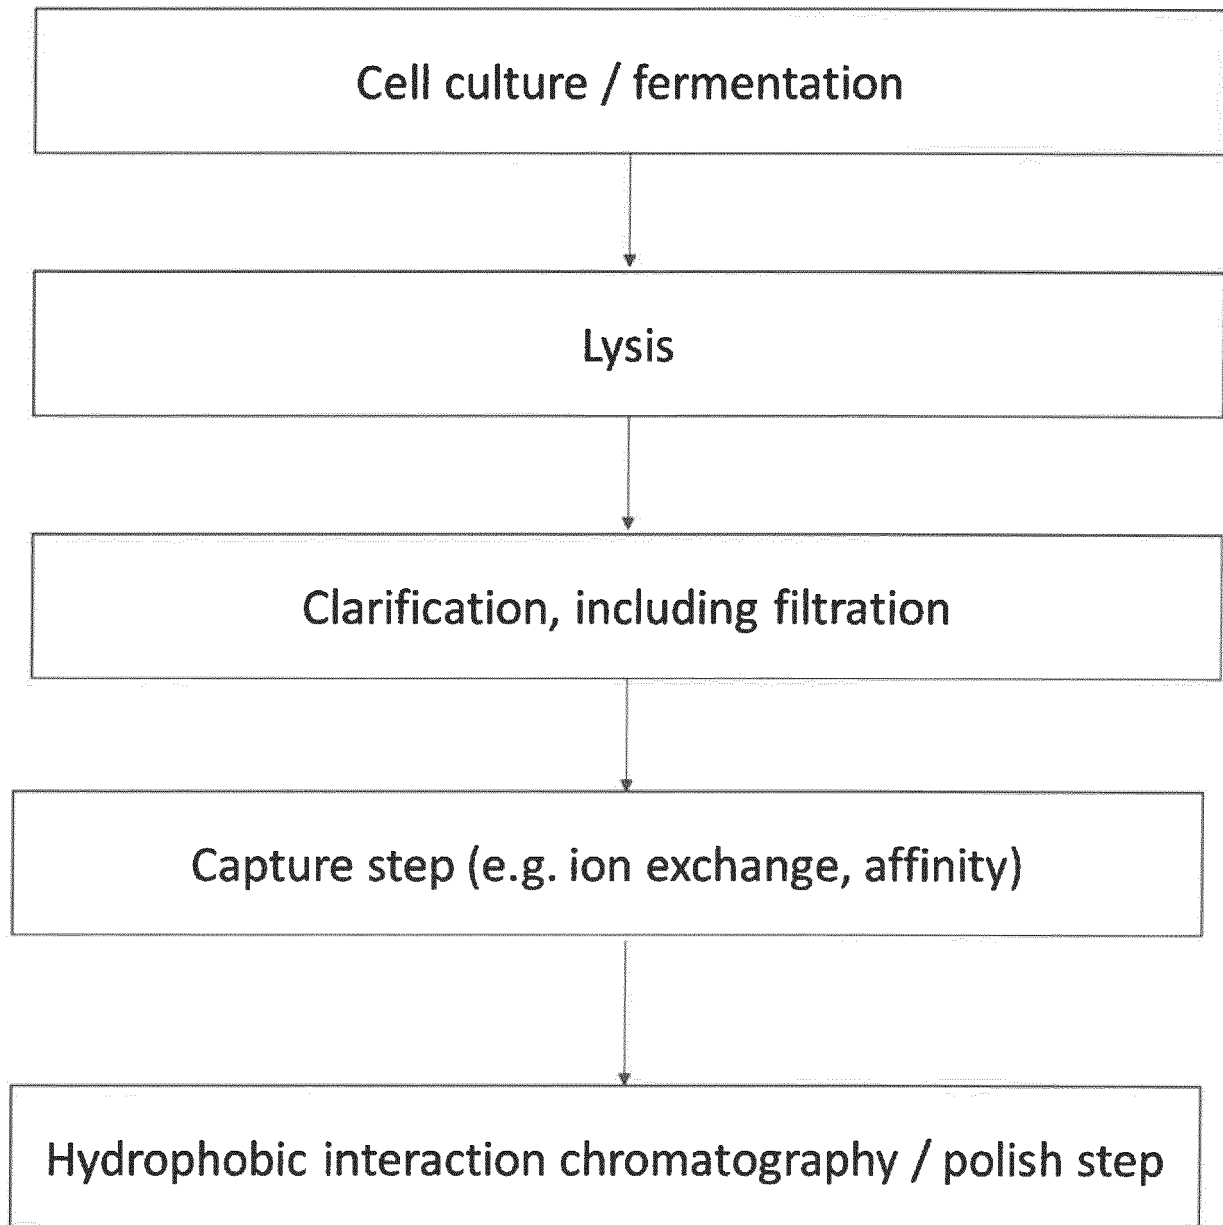 Cell culture / fermentation
Lysis
Clarification, including filtration
Capture step (e.g. ion exchange, affinity)
Hydrophobic interaction chromatography / polish step